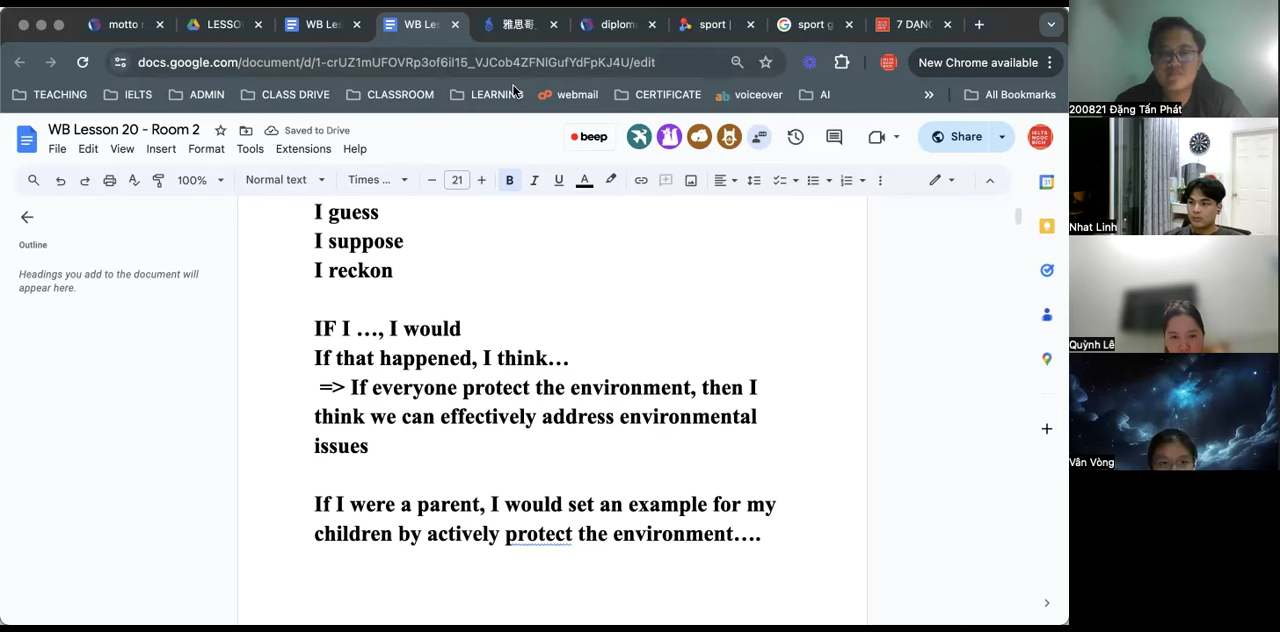 motto
LESSO
WB Les
WB Les
雅思哥
diplom
sport |
sport g
7 DẠNG
docs.google.com/document/d/1-crUZ1mUFOVRp3of6il15_VJCob4ZFNlGufYdFpKJ4U/edit
New Chrome available
TEACHING
IELTS
ADMIN
CLASS DRIVE
CLASSROOM
LEARNING
webmail
CERTIFICATE
ab voiceover
AI
All Bookmarks
WB Lesson 20 - Room 2
Saved to Drive
File Edit View Insert Format Tools Extensions Help
beep
Share
100%
Normal text
Times ...
21
B I U A
Outline
Headings you add to the document will
appear here.
I guess
I suppose
I reckon
IF I …, I would
If that happened, I think…
=> If everyone protect the environment, then I
think we can effectively address environmental
issues
If I were a parent, I would set an example for my
children by actively protect the environment….
200821 Đặng Tấn Phát
Nhat Linh
Quỳnh Lê
Vân Vòng